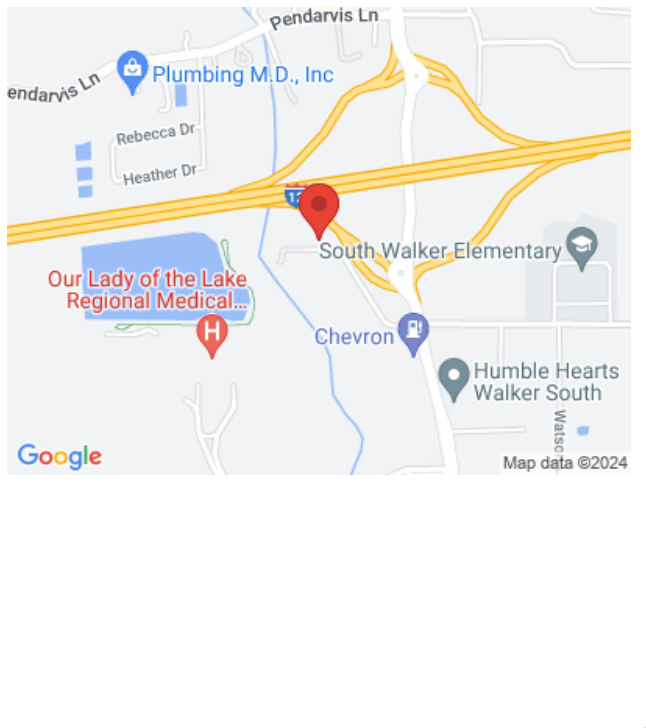 Pendarvis Ln
endarvis Ln
Plumbing M.D., Inc
Rebecca Dr
Heather Dr
South Walker Elementary
Our Lady of the Lake
Regional Medical...
H
Chevron
Humble Hearts
Walker South
Google
Map data ©2024